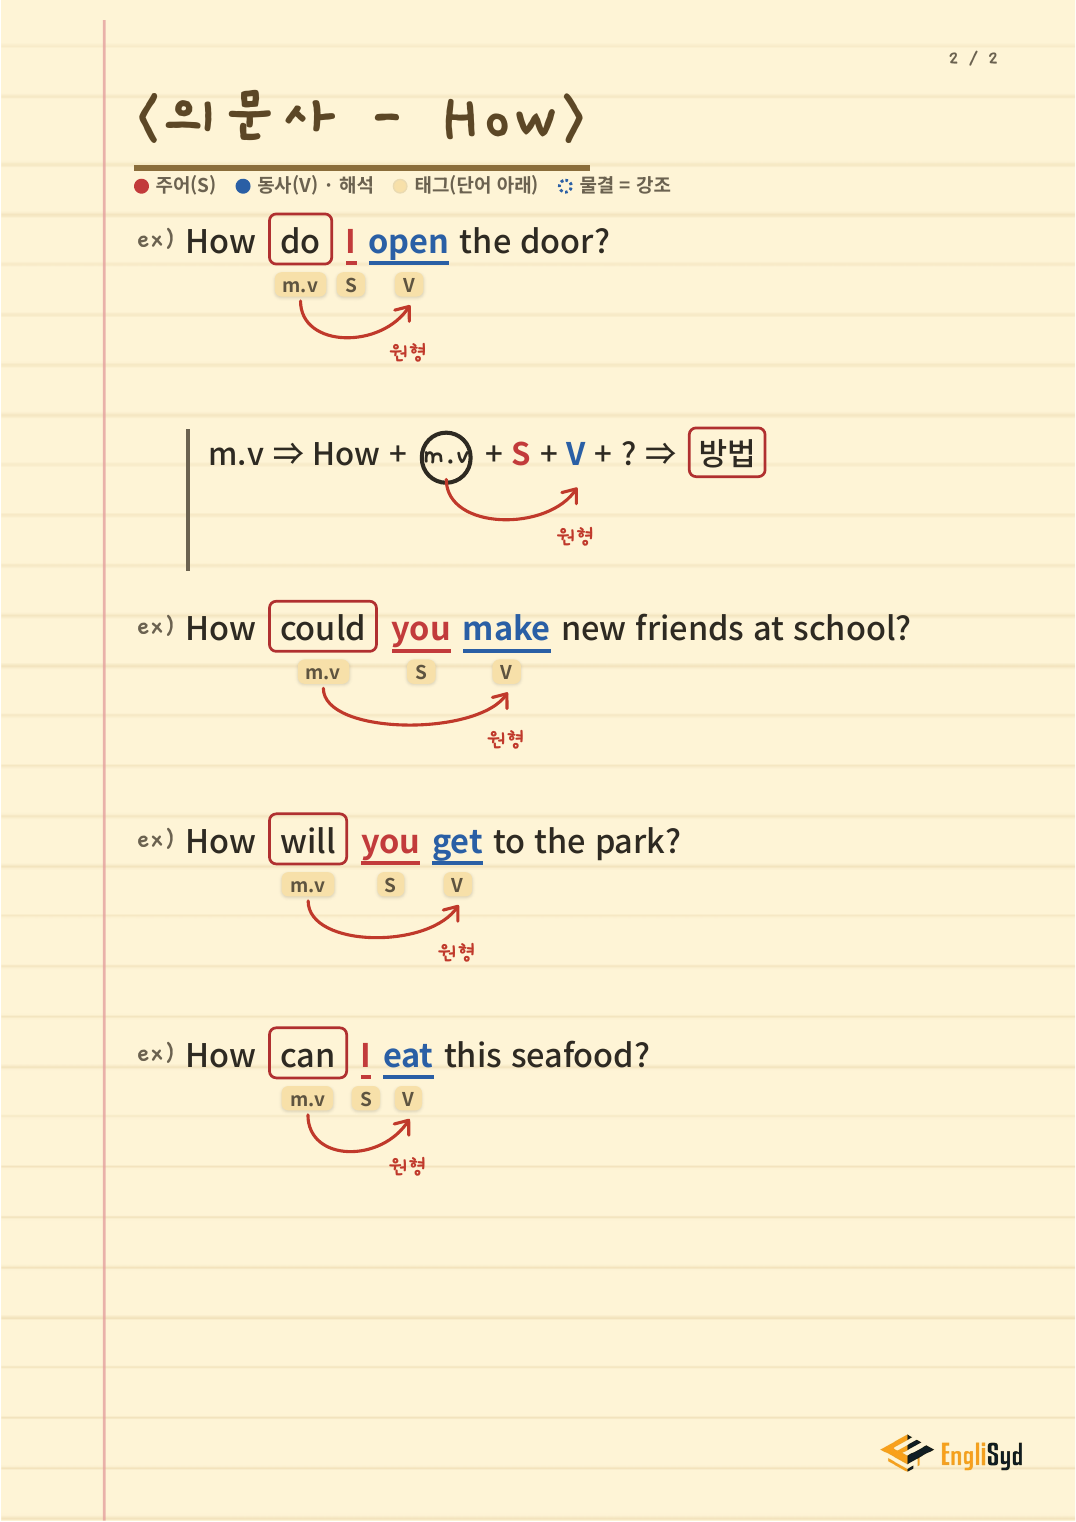 2 / 2
<의문사 - How>
주어(S) 동사(V) · 해석 태그(단어 아래) 물결 = 강조
ex) How do I open the door?
m.v S V
원형
m.v ⇒ How + m.v + S + V + ? ⇒ 방법
원형
ex) How could you make new friends at school?
m.v S V
원형
ex) How will you get to the park?
m.v S V
원형
ex) How can I eat this seafood?
m.v S V
원형
EngliSyd